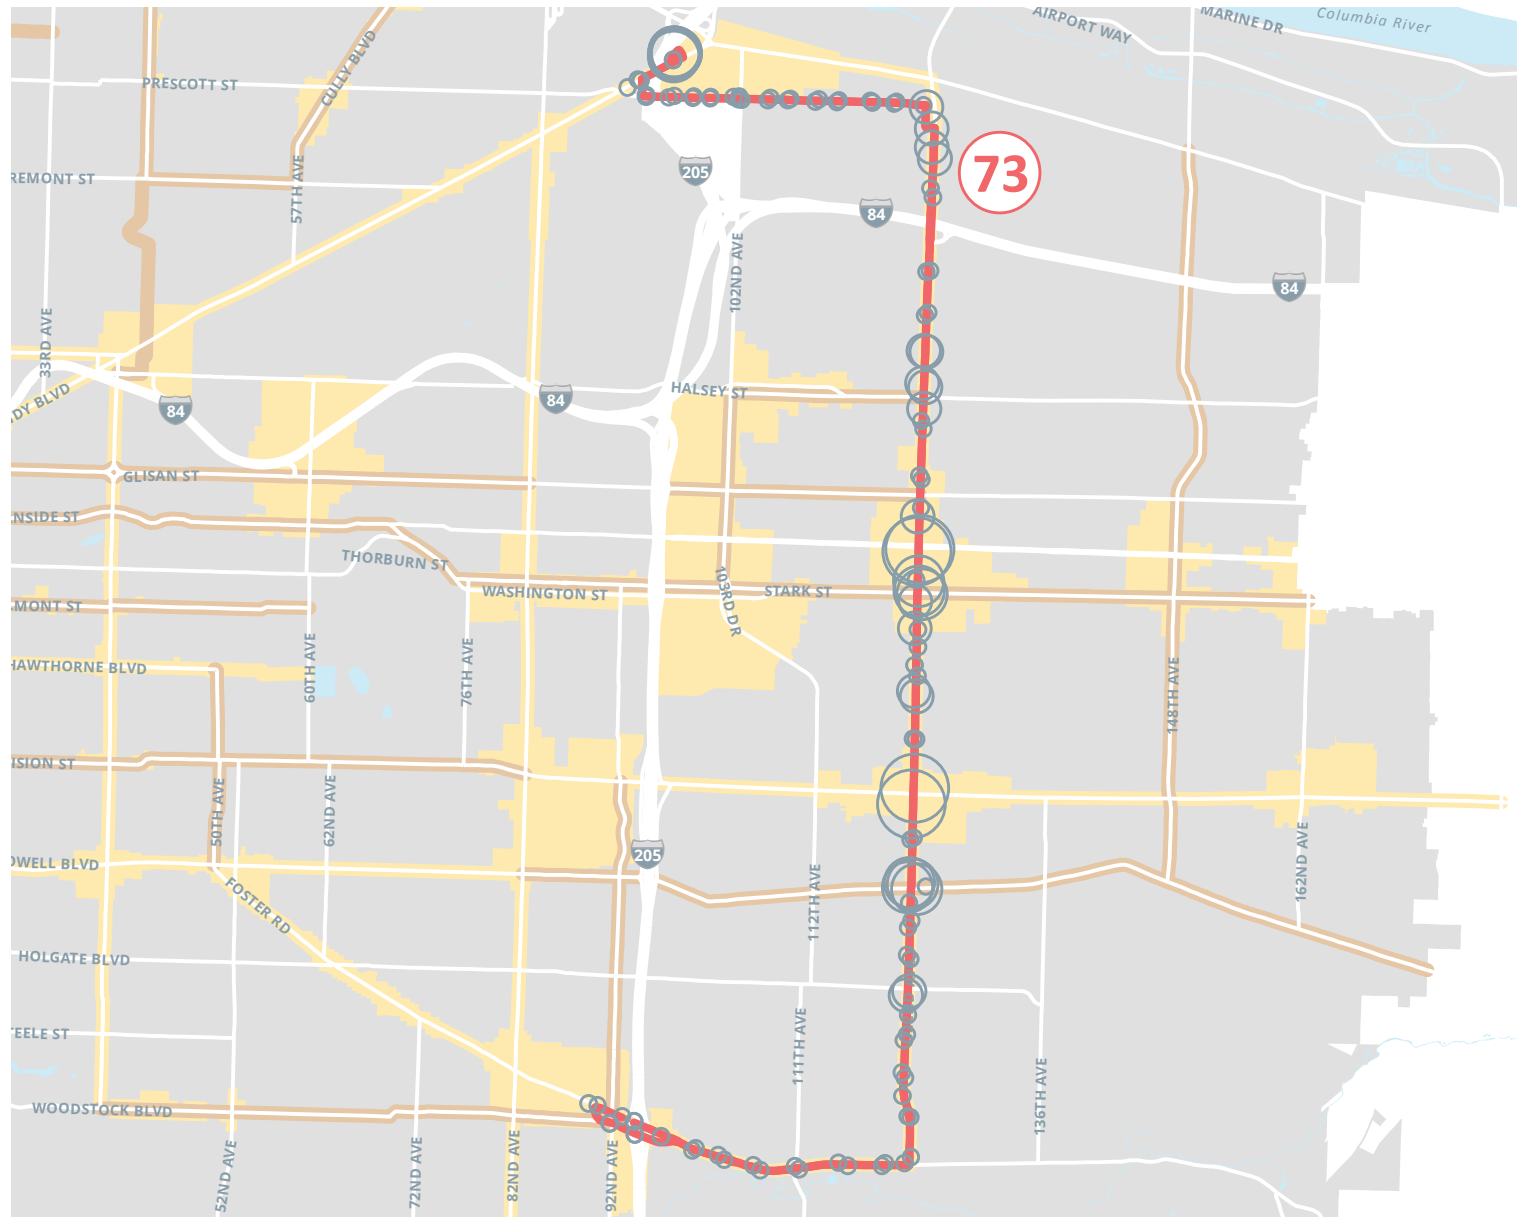 AIRPORT WAY
MARINE DR
Columbia River
PRESCOTT ST
CULLY BLVD
205
73
REMONT ST
57TH AVE
84
102ND AVE
84
33RD AVE
DY BLVD
84
84
HALSEY ST
GLISAN ST
NSIDE ST
THORBURN ST
WASHINGTON ST
103RD DR
STARK ST
MONT ST
HAWTHORNE BLVD
60TH AVE
76TH AVE
148TH AVE
ISION ST
50TH AVE
62ND AVE
205
OWELL BLVD
FOSTER RD
112TH AVE
162ND AVE
HOLGATE BLVD
TEELE ST
111TH AVE
136TH AVE
WOODSTOCK BLVD
52ND AVE
72ND AVE
82ND AVE
92ND AVE